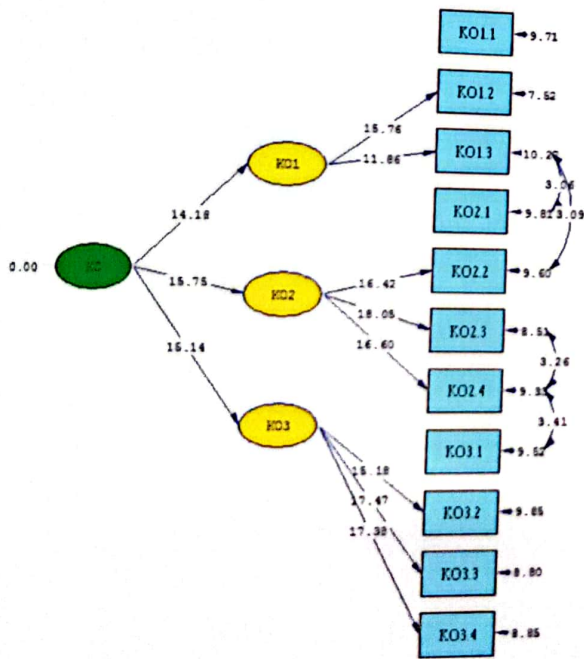 KO1.1 9.71
KO1.2 7.52
15.76
KO1.3 10.25
KO1 11.86
3.06
KO2.1 9.81 3.09
14.18
0.00 KO 15.75 KO2 16.42 KO2.2 9.60
18.05 KO2.3 8.51
16.60
3.26
15.14 KO2.4 9.33
3.41
KO3 KO3.1 9.52
15.18
17.47 KO3.2 9.85
17.38
KO3.3 8.80
KO3.4 8.85